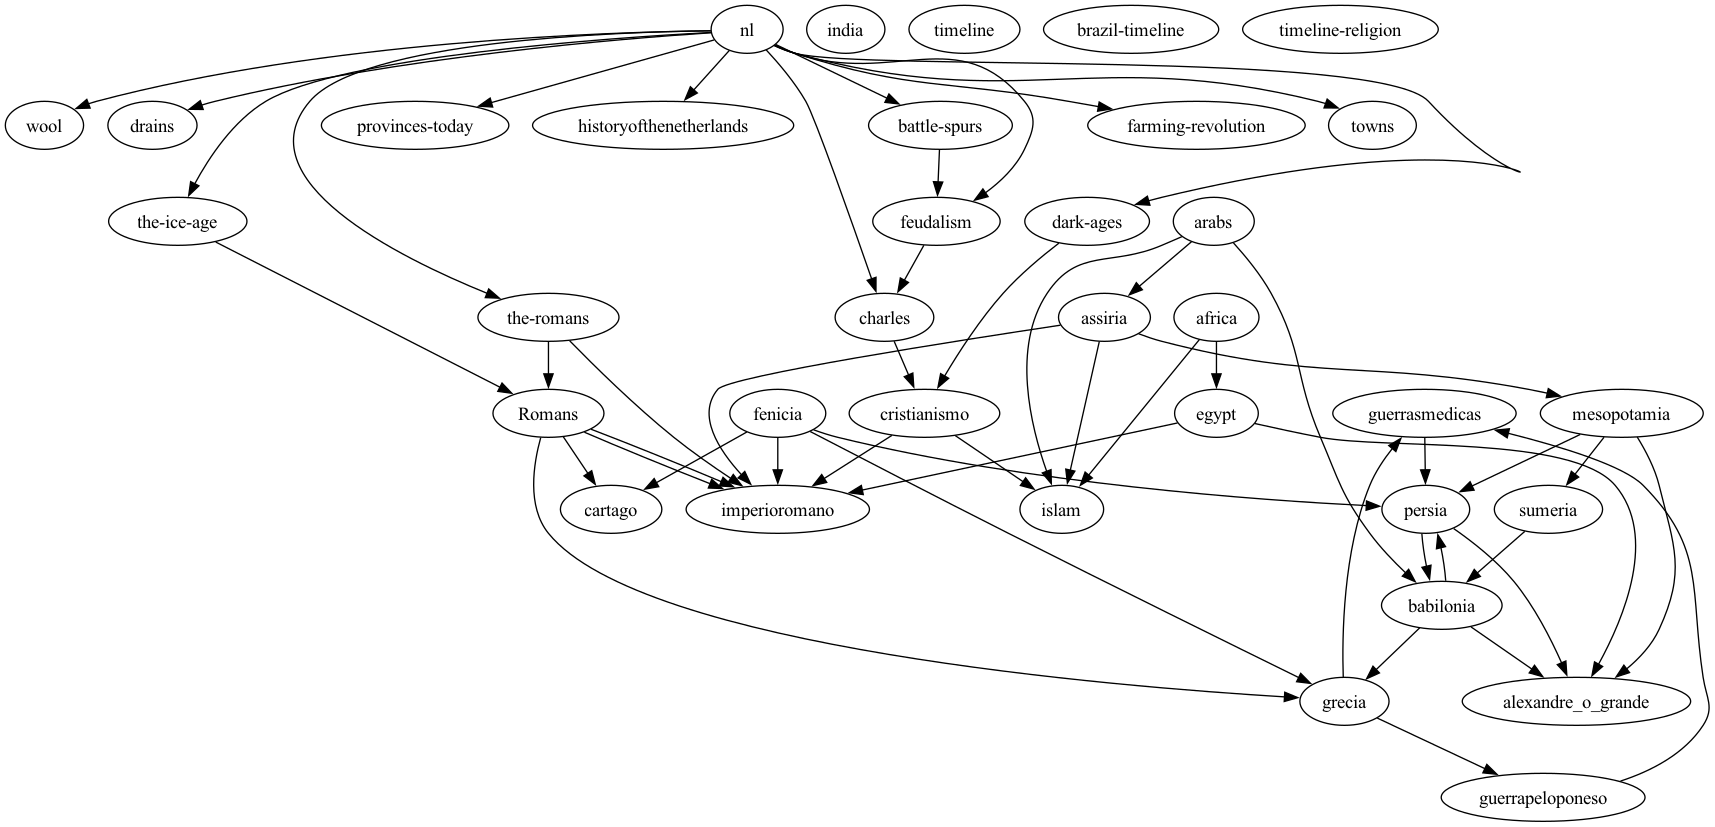 nl
india
timeline
brazil-timeline
timeline-religion
wool
drains
provinces-today
historyofthenetherlands
battle-spurs
farming-revolution
towns
the-ice-age
feudalism
dark-ages
arabs
the-romans
charles
assiria
africa
Romans
fenicia
cristianismo
egypt
guerrasmedicas
mesopotamia
cartago
imperioromano
islam
persia
sumeria
babilonia
grecia
alexandre_o_grande
guerrapeloponeso